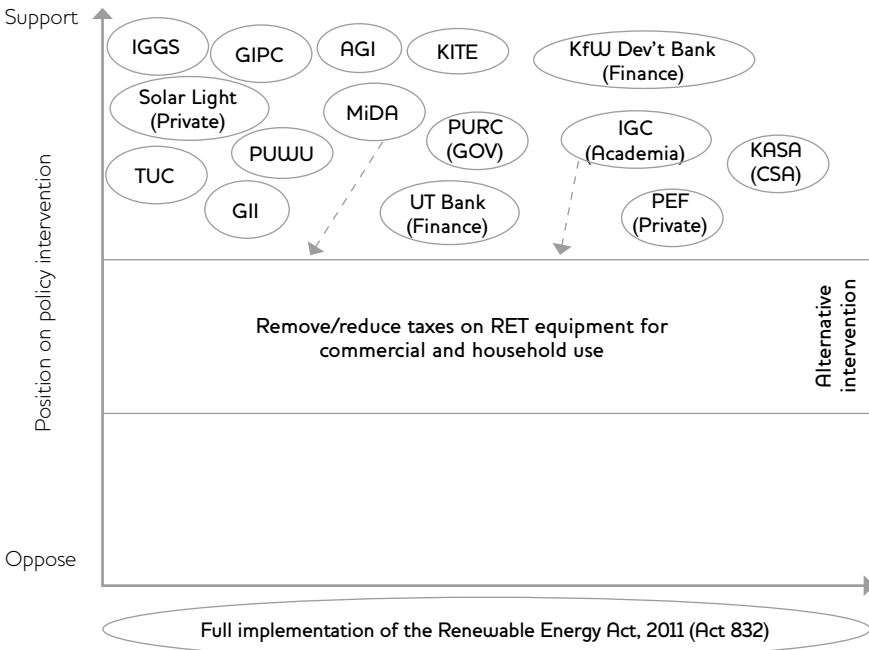 Support
IGGS
GIPC
AGI
KITE
KfW Dev't Bank
(Finance)
Solar Light
(Private)
MiDA
PURC
(GOV)
IGC
(Academia)
KASA
(CSA)
PUWU
TUC
GII
UT Bank
(Finance)
PEF
(Private)
Position on policy intervention
Remove/reduce taxes on RET equipment for
commercial and household use
Alternative
intervention
Oppose
Full implementation of the Renewable Energy Act, 2011 (Act 832)